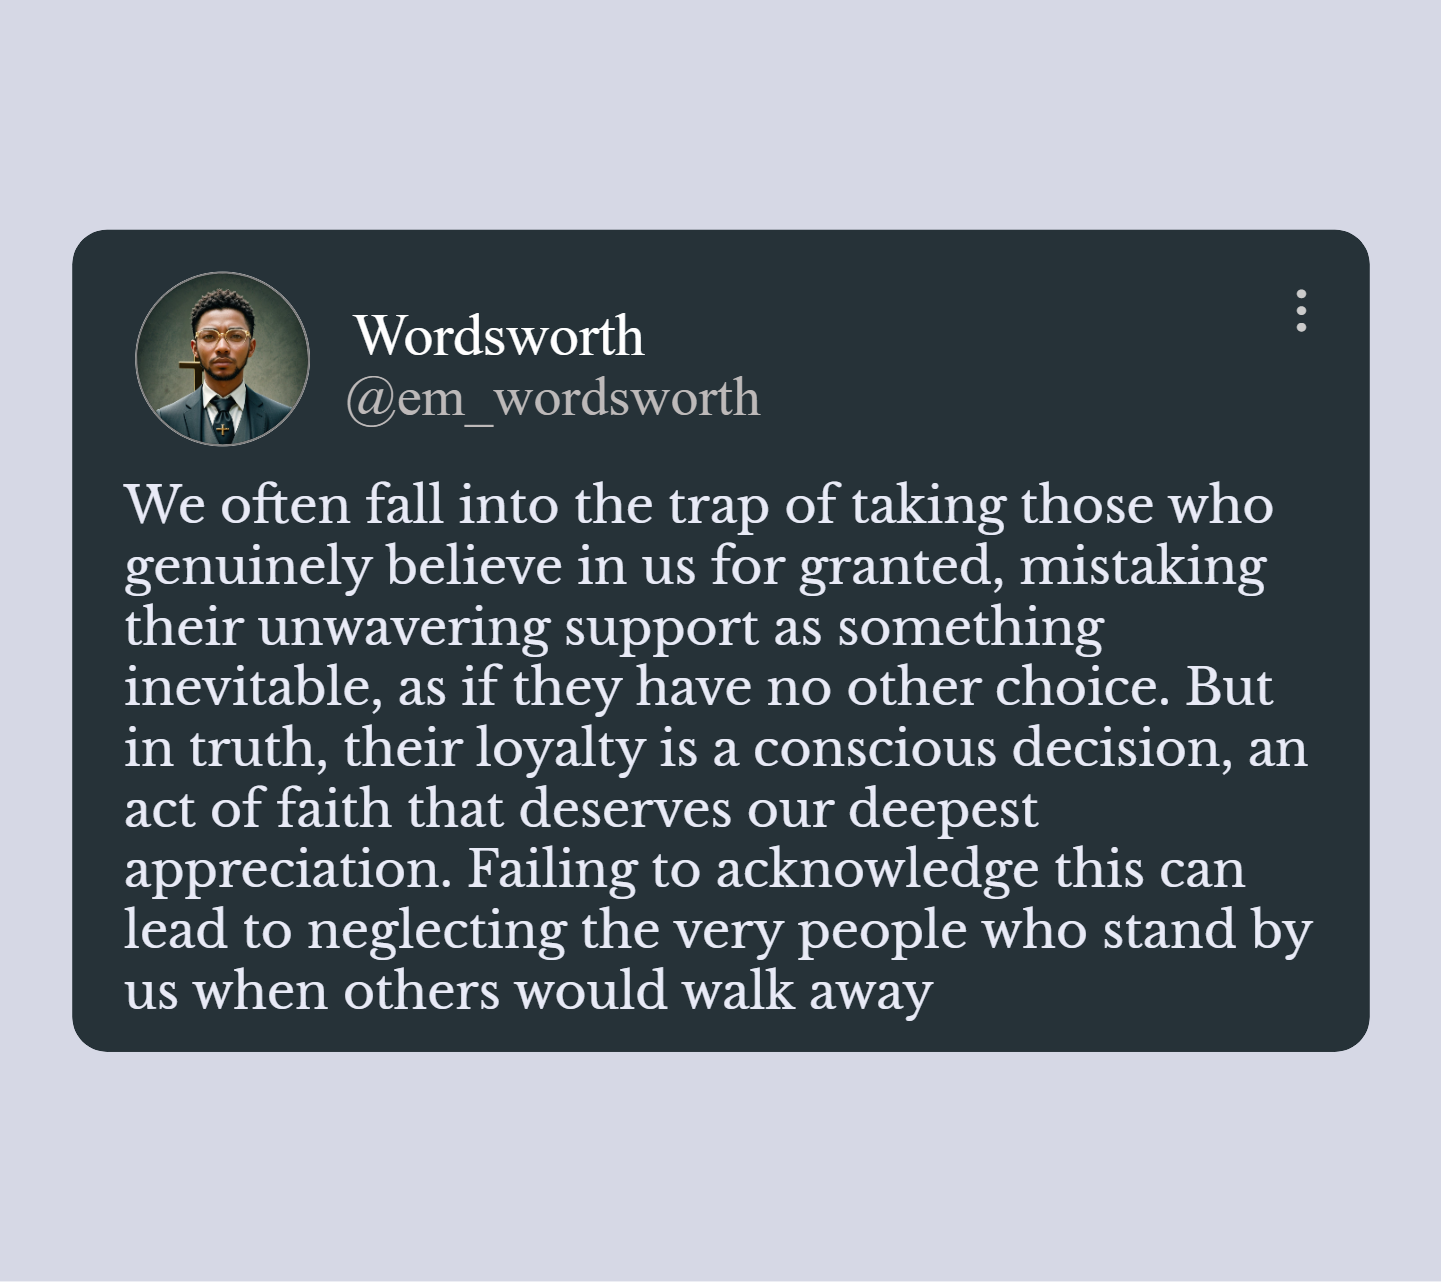 Wordsworth
@em_wordsworth
We often fall into the trap of taking those who
genuinely believe in us for granted, mistaking
their unwavering support as something
inevitable, as if they have no other choice. But
in truth, their loyalty is a conscious decision, an
act of faith that deserves our deepest
appreciation. Failing to acknowledge this can
lead to neglecting the very people who stand by
us when others would walk away